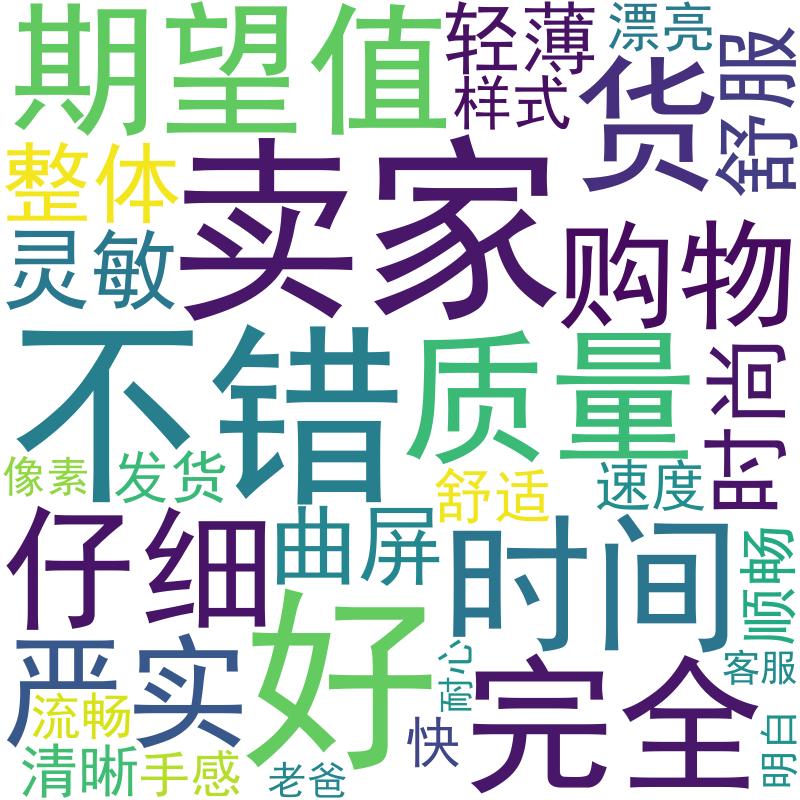 期望值
轻薄
漂亮
样式
货
舒服
整体
卖家
灵敏
购物
不错
质量
时尚
像素
发货
舒适
速度
仔细
曲屏
时间
顺畅
严实
好
耐心
完全
客服
流畅
快
明白
清晰
手感
老爸